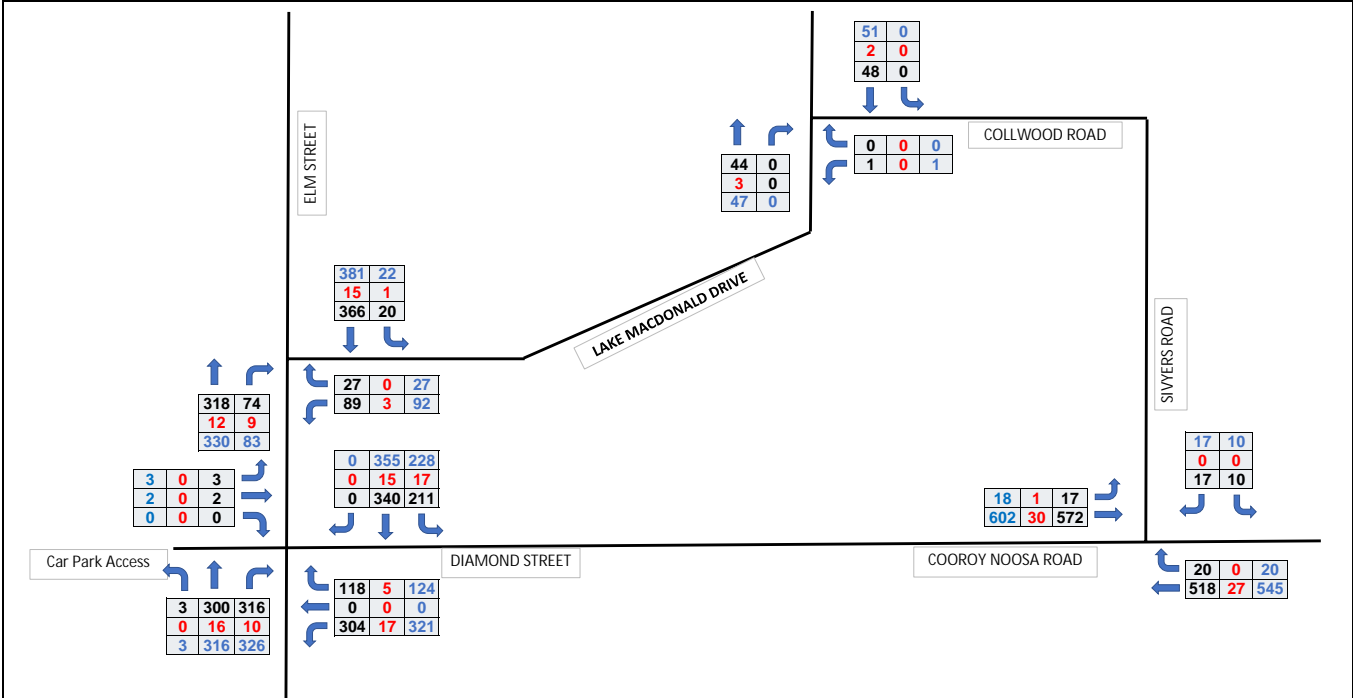 51 0
2 0
48 0
COLLWOOD ROAD
ELM STREET
44 0
3 0
47 0
0 0 0
1 0 1
LAKE MACDONALD DRIVE
381 22
15 1
366 20
SIVYERS ROAD
318 74
12 9
330 83
27 0 27
89 3 92
3 0 3
2 0 2
0 0 0
0 355 228
0 15 17
0 340 211
17 10
0 0
17 10
18 1 17
602 30 572
Car Park Access
DIAMOND STREET
COOROY NOOSA ROAD
3 300 316
0 16 10
3 316 326
118 5 124
0 0 0
304 17 321
20 0 20
518 27 545